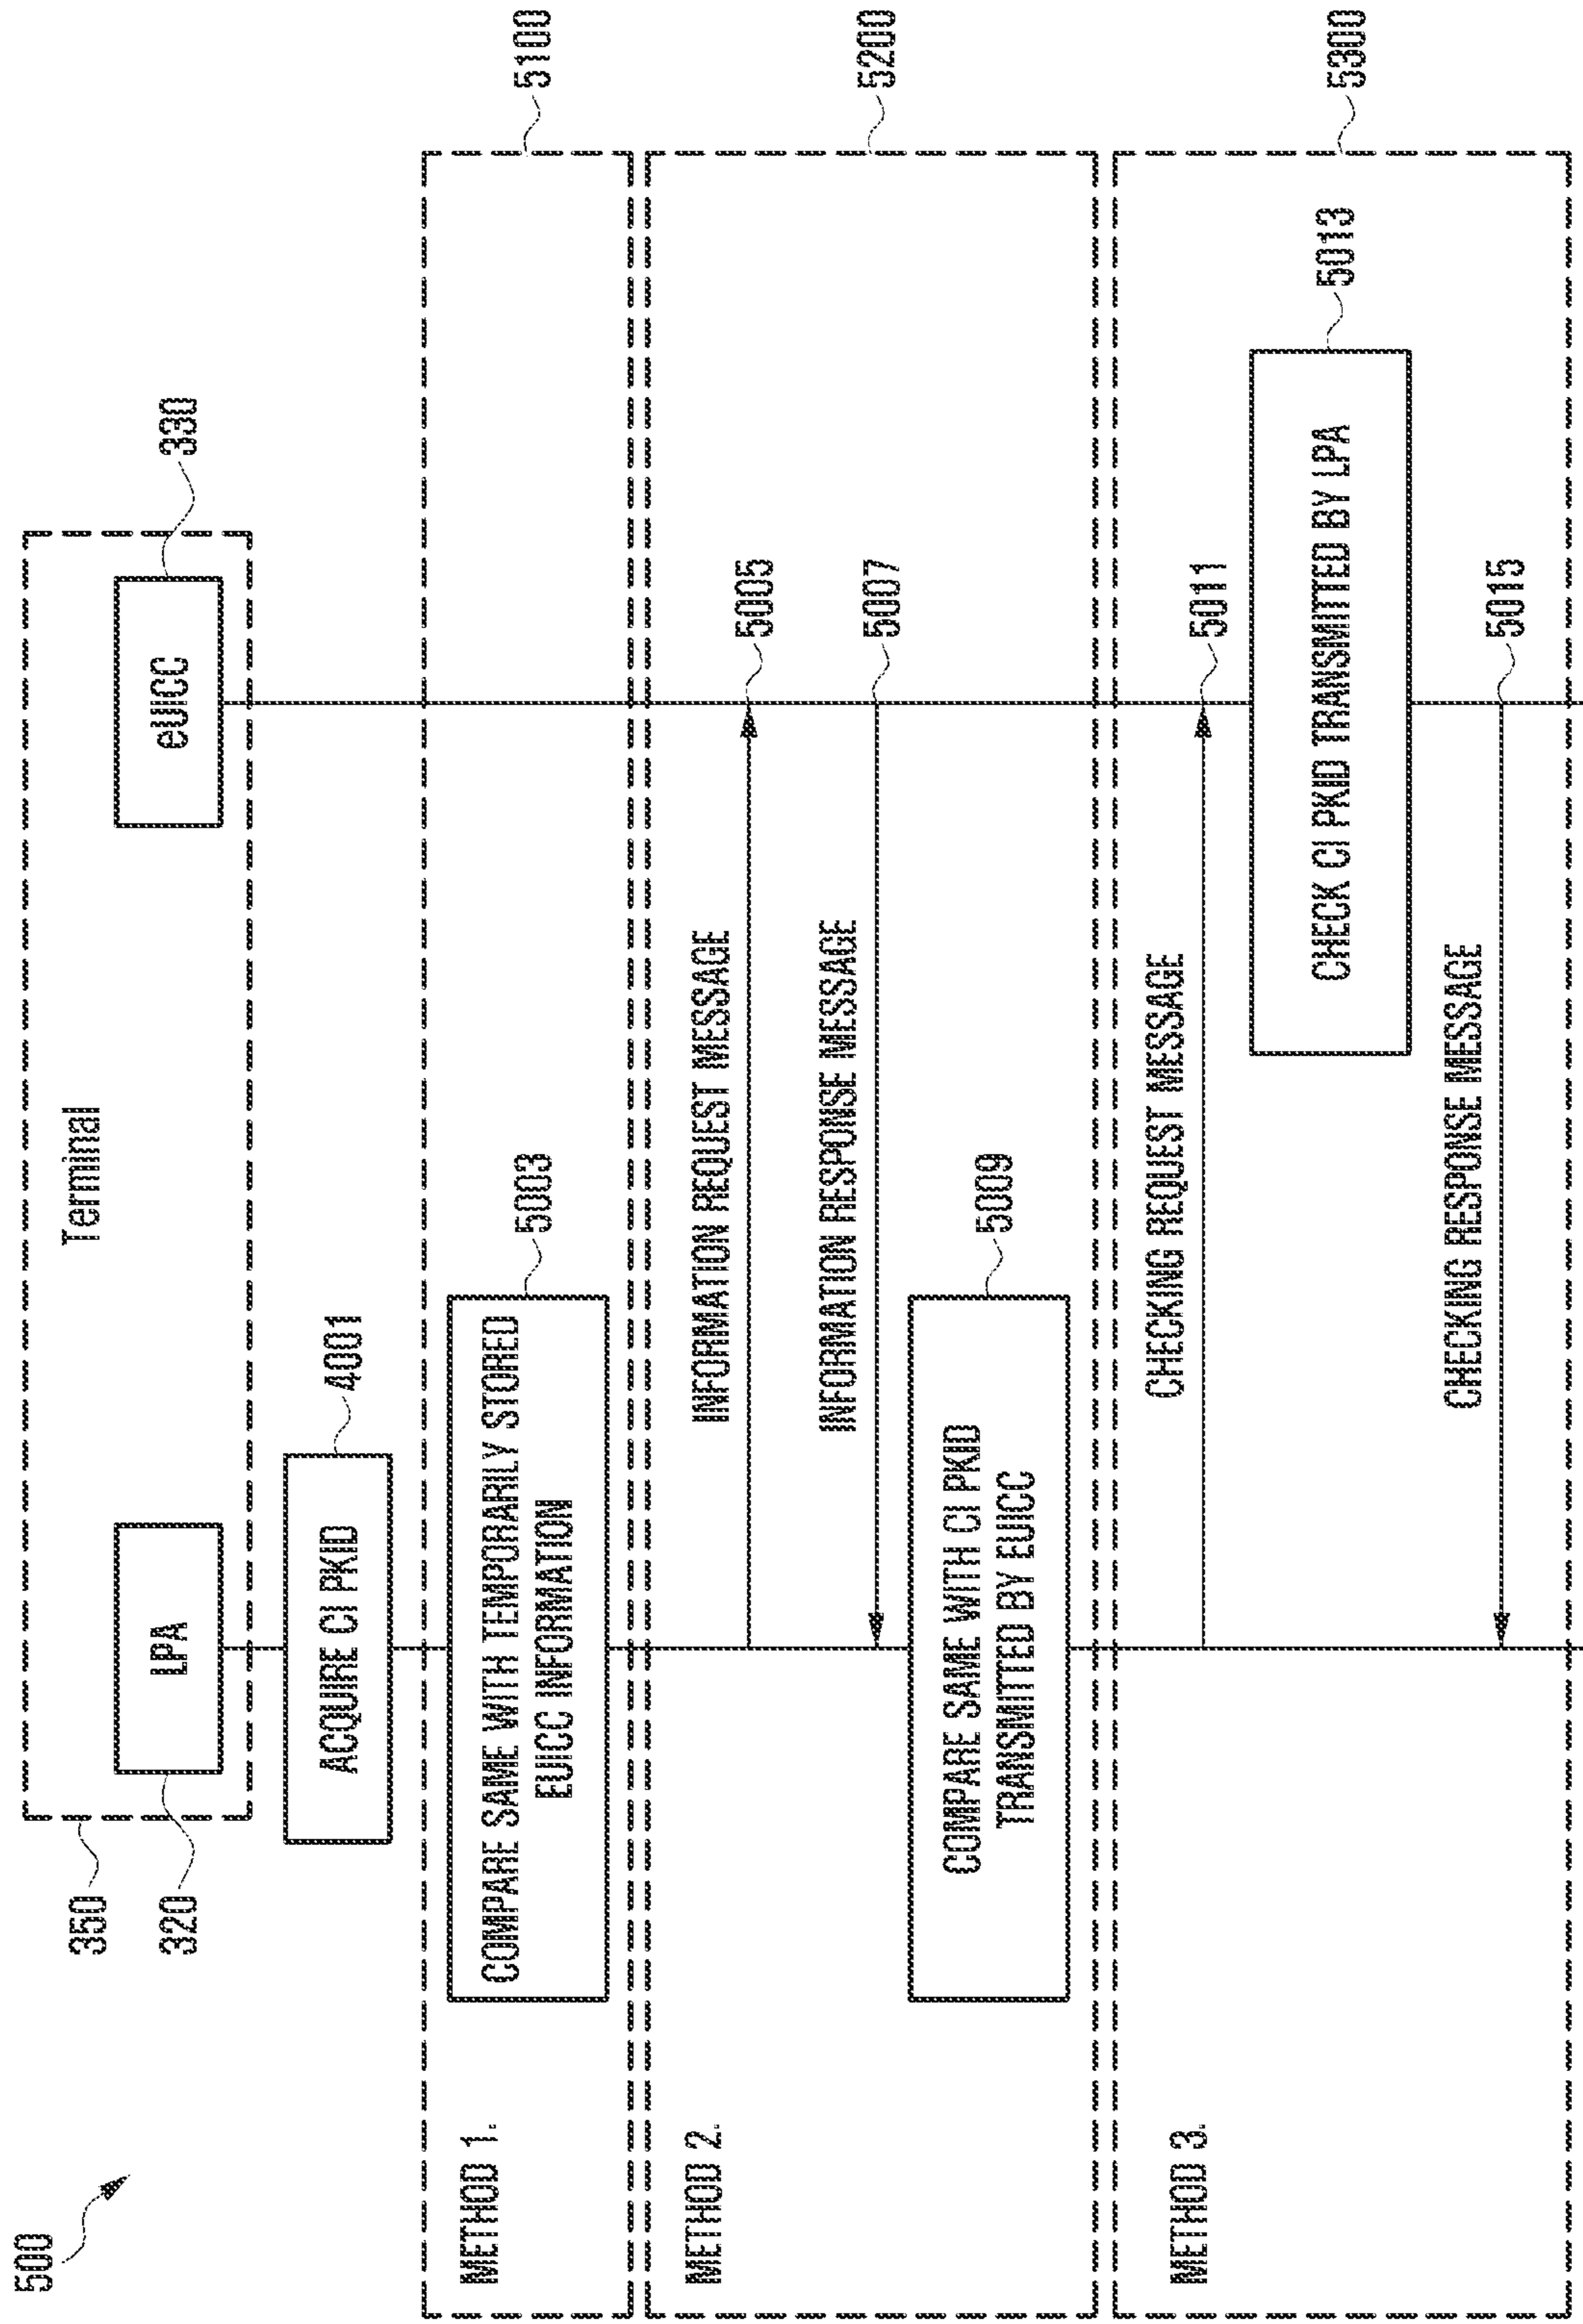 500
Terminal
350
320
LPA
eUICC
330
ACQUIRE CI PKID
4001
METHOD 1.
COMPARE SAME WITH TEMPORARILY STORED
EUICC INFORMATION
5003
5100
METHOD 2.
INFORMATION REQUEST MESSAGE
5005
INFORMATION RESPONSE MESSAGE
5007
COMPARE SAME WITH CI PKID
TRANSMITTED BY EUICC
5009
5200
METHOD 3.
CHECKING REQUEST MESSAGE
5011
CHECK CI PKID TRANSMITTED BY LPA
5013
CHECKING RESPONSE MESSAGE
5015
5300